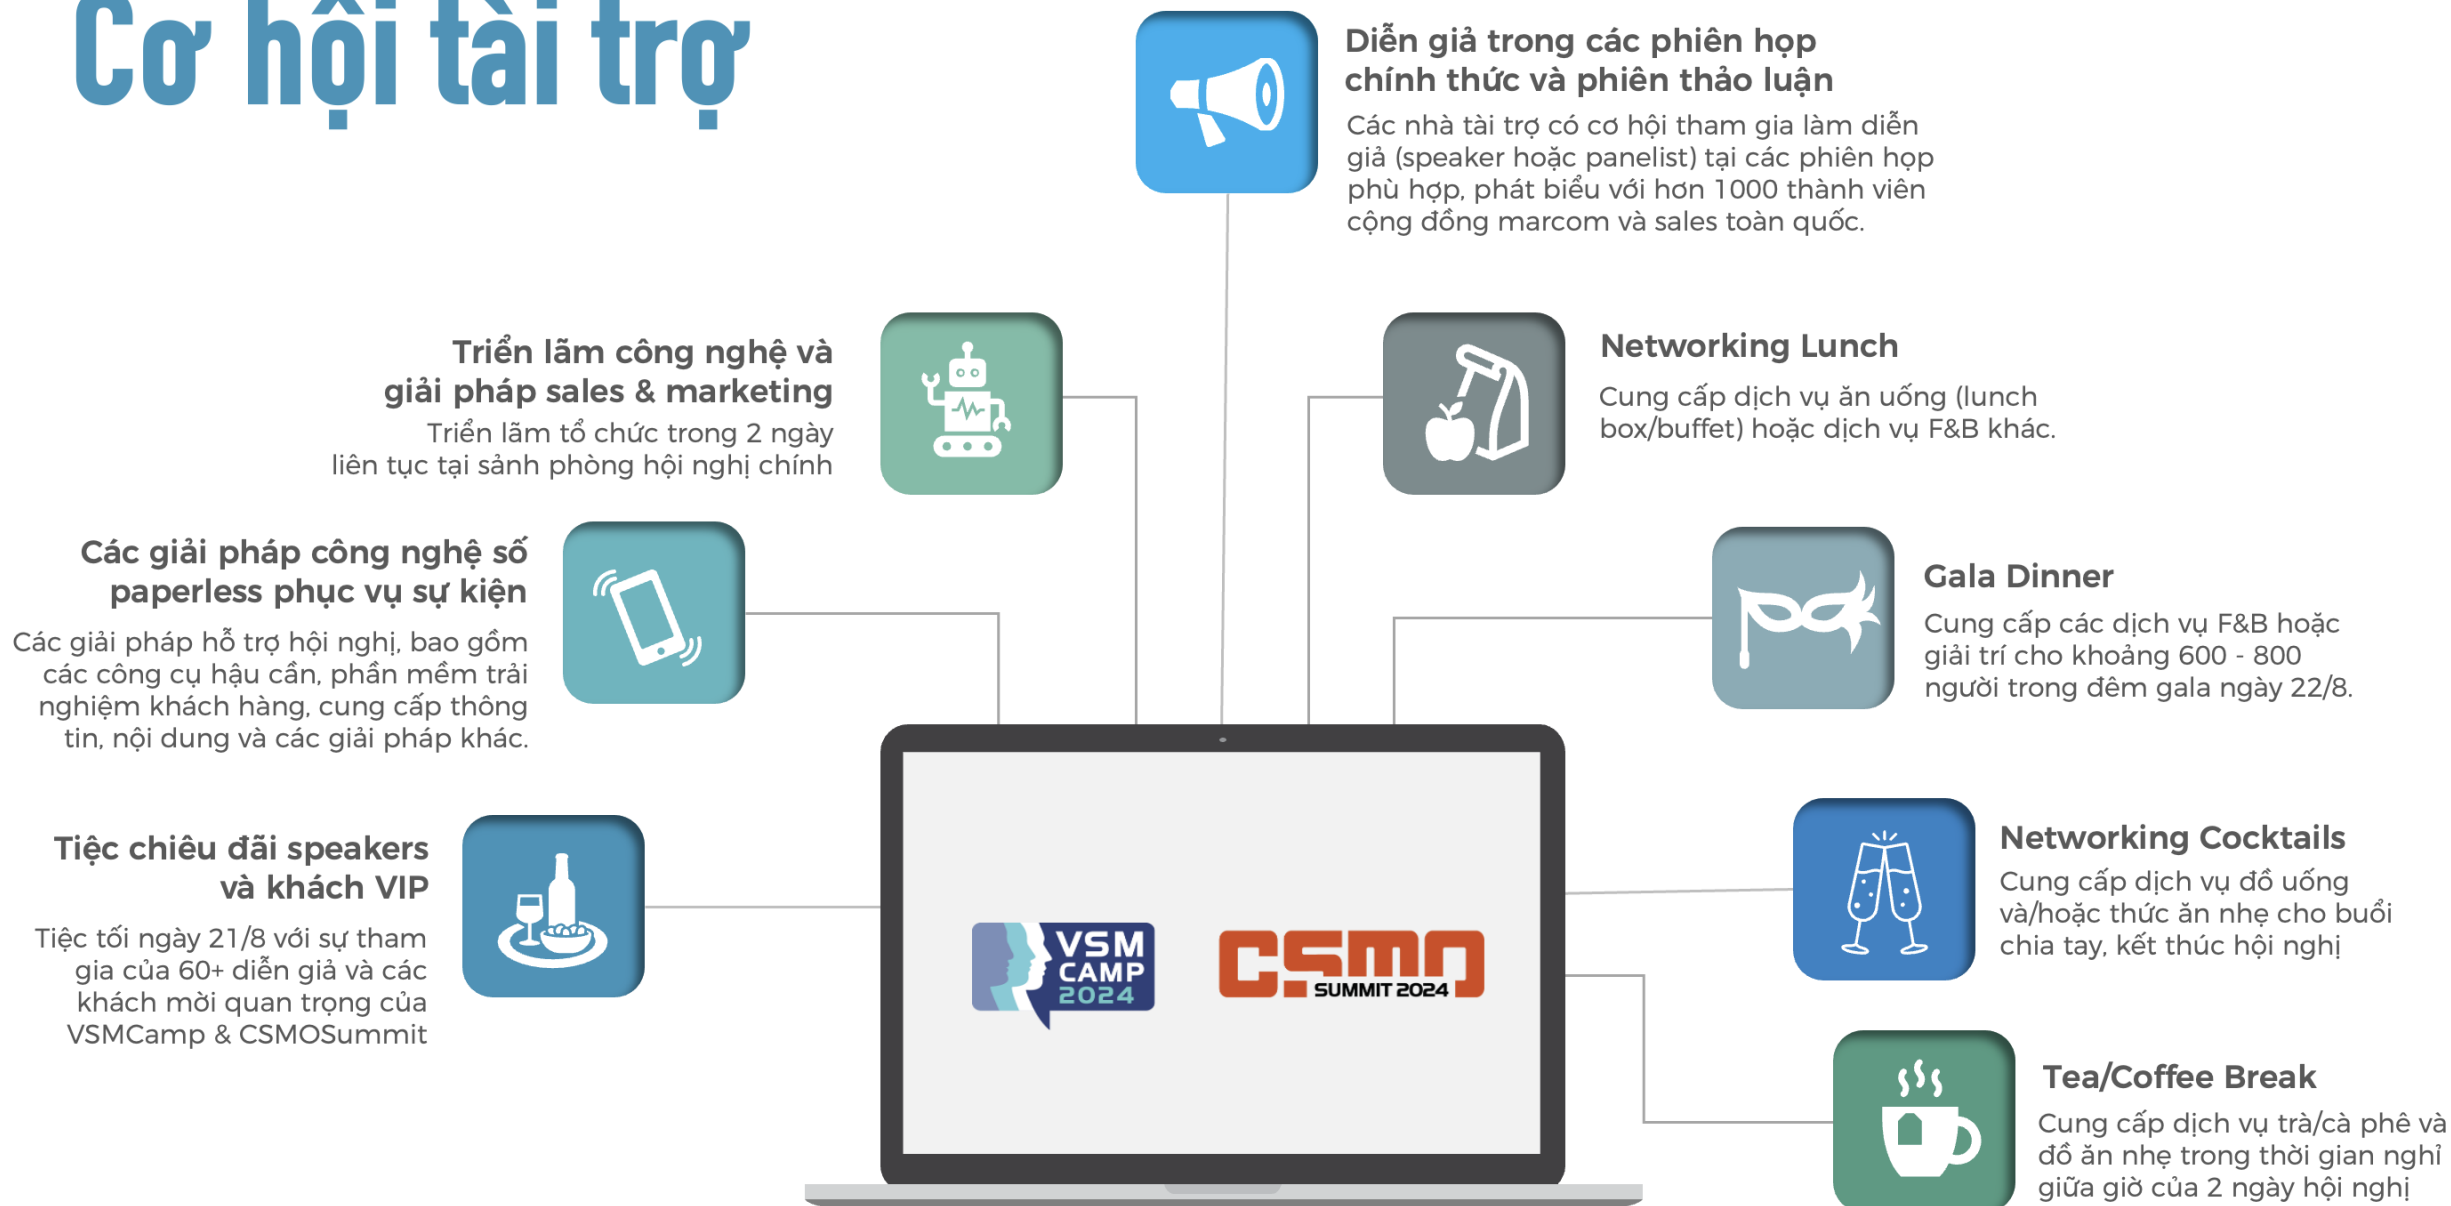 Cơ hội tài trợ
Diễn giả trong các phiên họp
chính thức và phiên thảo luận
Các nhà tài trợ có cơ hội tham gia làm diễn
giả (speaker hoặc panelist) tại các phiên họp
phù hợp, phát biểu với hơn 1000 thành viên
cộng đồng marcom và sales toàn quốc.
Triển lãm công nghệ và
giải pháp sales & marketing
Triển lãm tổ chức trong 2 ngày
liên tục tại sảnh phòng hội nghị chính
Networking Lunch
Cung cấp dịch vụ ăn uống (lunch
box/buffet) hoặc dịch vụ F&B khác.
Các giải pháp công nghệ số
paperless phục vụ sự kiện
Các giải pháp hỗ trợ hội nghị, bao gồm
các công cụ hậu cần, phần mềm trải
nghiệm khách hàng, cung cấp thông
tin, nội dung và các giải pháp khác.
Gala Dinner
Cung cấp các dịch vụ F&B hoặc
giải trí cho khoảng 600 - 800
người trong đêm gala ngày 22/8.
Tiệc chiêu đãi speakers
và khách VIP
Tiệc tối ngày 21/8 với sự tham
gia của 60+ diễn giả và các
khách mời quan trọng của
VSMCamp & CSMOSummit
VSM
CAMP
2024
CSMO
SUMMIT 2024
Networking Cocktails
Cung cấp dịch vụ đồ uống
và/hoặc thức ăn nhẹ cho buổi
chia tay, kết thúc hội nghị
Tea/Coffee Break
Cung cấp dịch vụ trà/cà phê và
đồ ăn nhẹ trong thời gian nghỉ
giữa giờ của 2 ngày hội nghị